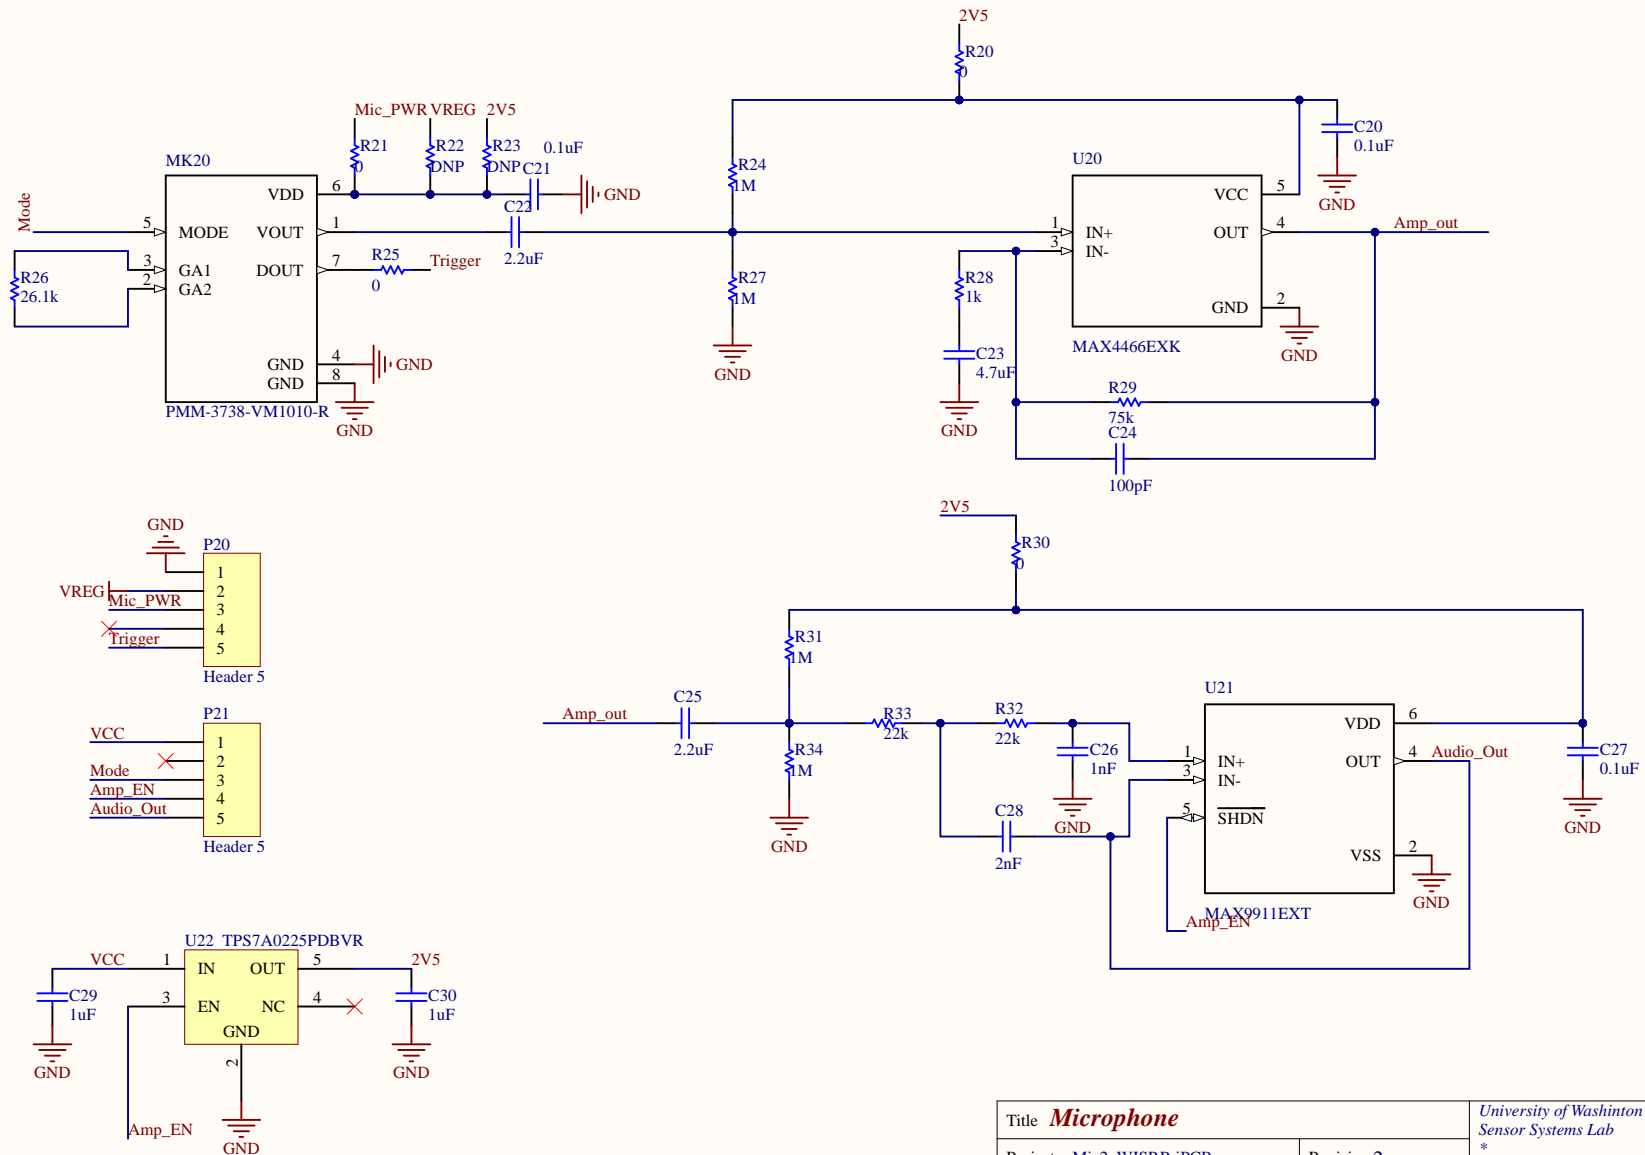 2V5
R20
0
Mic_PWR VREG 2V5
R21
0
R22
DNP
R23
DNP
0.1uF
C21
GND
MK20
VDD
6
Mode
5
MODE
VOUT
1
C22
2.2uF
3
GA1
2
GA2
DOUT
7
R25
0
Trigger
R26
26.1k
GND
4
GND
GND
8
GND
PMM-3738-VM1010-R
R24
1M
R27
1M
GND
C20
0.1uF
GND
U20
VCC
5
1
IN+
3
IN-
OUT
4
Amp_out
R28
1k
GND
2
GND
C23
4.7uF
GND
MAX4466EXK
R29
75k
C24
100pF
GND
P20
1
VREG
2
Mic_PWR
3
4
Trigger
5
Header 5
P21
VCC
1
2
Mode
3
Amp_EN
4
Audio_Out
5
Header 5
2V5
R30
0
R31
1M
Amp_out
C25
2.2uF
R33
22k
R32
22k
R34
1M
GND
C26
1nF
GND
C28
2nF
U21
VDD
6
1
IN+
3
IN-
OUT
4
Audio_Out
5
SHDN
VSS
2
GND
C27
0.1uF
GND
MAX9911EXT
Amp_EN
U22 TPS7A0225PDBVR
VCC
1
IN
OUT
5
2V5
C29
1uF
GND
3
EN
NC
4
GND
2
C30
1uF
GND
Amp_EN
GND
Title Microphone
University of Washinton
Sensor Systems Lab
*